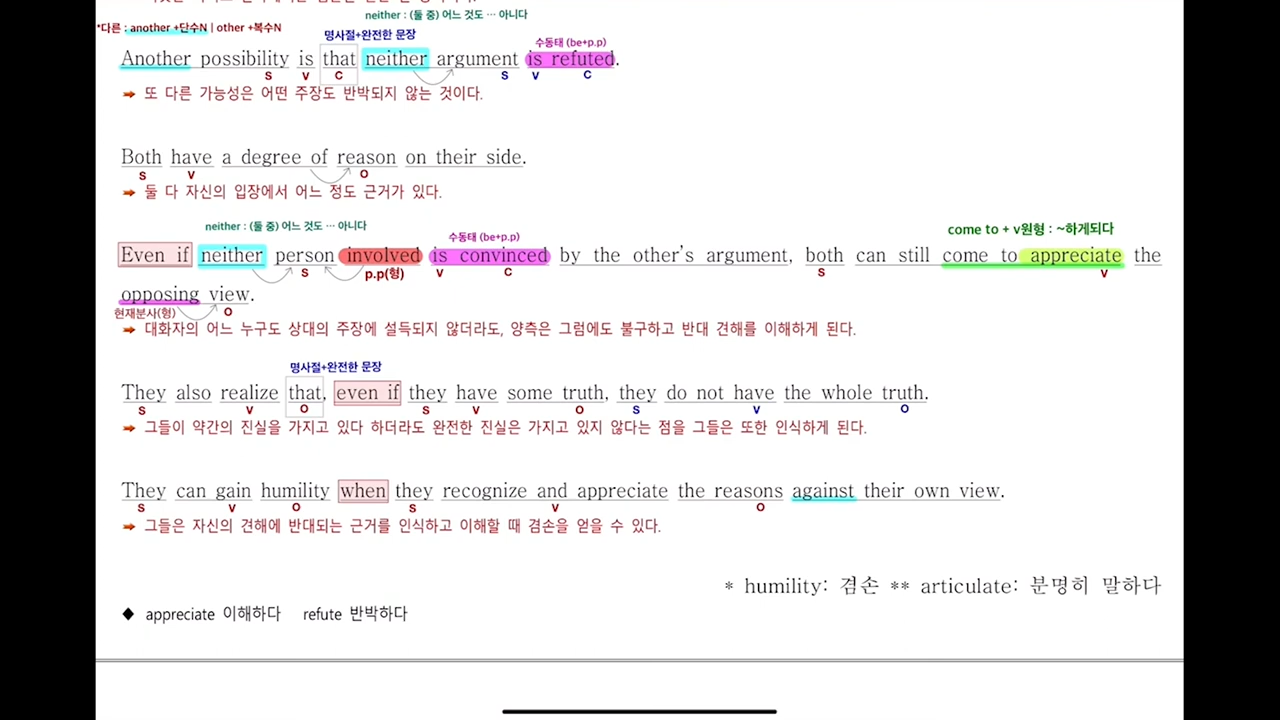 neither : (둘 중) 어느 것도 … 아니다
*다른 : another +단수N | other +복수N
명사절+완전한 문장
수동태 (be+p.p)
Another possibility is that neither argument is refuted.
S V C S V C
➡ 또 다른 가능성은 어떤 주장도 반박되지 않는 것이다.
Both have a degree of reason on their side.
S V O
➡ 둘 다 자신의 입장에서 어느 정도 근거가 있다.
neither : (둘 중) 어느 것도 … 아니다
수동태 (be+p.p)
come to + v원형 : ~하게되다
Even if neither person involved is convinced by the other's argument, both can still come to appreciate the
S p.p(형) V C S V
opposing view.
현재분사(형) O
➡ 대화자의 어느 누구도 상대의 주장에 설득되지 않더라도, 양측은 그럼에도 불구하고 반대 견해를 이해하게 된다.
명사절+완전한 문장
They also realize that, even if they have some truth, they do not have the whole truth.
S V O S V O S V O
➡ 그들이 약간의 진실을 가지고 있다 하더라도 완전한 진실은 가지고 있지 않다는 점을 그들은 또한 인식하게 된다.
They can gain humility when they recognize and appreciate the reasons against their own view.
S V O S V O
➡ 그들은 자신의 견해에 반대되는 근거를 인식하고 이해할 때 겸손을 얻을 수 있다.
* humility: 겸손 ** articulate: 분명히 말하다
◆ appreciate 이해하다 refute 반박하다